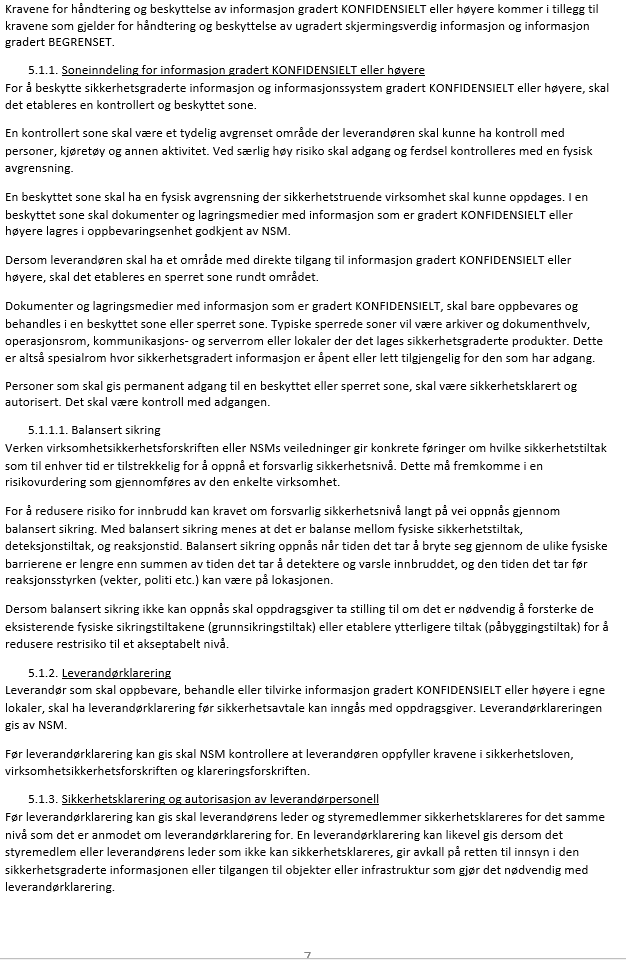 Kravene for håndtering og beskyttelse av informasjon gradert KONFIDENSIELT eller høyere kommer i tillegg til
kravene som gjelder for håndtering og beskyttelse av ugradert skjermingsverdig informasjon og informasjon
gradert BEGRENSET.
5.1.1. Soneinndeling for informasjon gradert KONFIDENSIELT eller høyere
For å beskytte sikkerhetsgraderte informasjon og informasjonssystem gradert KONFIDENSIELT eller høyere, skal
det etableres en kontrollert og beskyttet sone.
En kontrollert sone skal være et tydelig avgrenset område der leverandøren skal kunne ha kontroll med
personer, kjøretøy og annen aktivitet. Ved særlig høy risiko skal adgang og ferdsel kontrolleres med en fysisk
avgrensning.
En beskyttet sone skal ha en fysisk avgrensning der sikkerhetstruende virksomhet skal kunne oppdages. I en
beskyttet sone skal dokumenter og lagringsmedier med informasjon som er gradert KONFIDENSIELT eller
høyere lagres i oppbevaringsenhet godkjent av NSM.
Dersom leverandøren skal ha et område med direkte tilgang til informasjon gradert KONFIDENSIELT eller
høyere, skal det etableres en sperret sone rundt området.
Dokumenter og lagringsmedier med informasjon som er gradert KONFIDENSIELT, skal bare oppbevares og
behandles i en beskyttet sone eller sperret sone. Typiske sperrede soner vil være arkiver og dokumenthvelv,
operasjonsrom, kommunikasjons- og serverrom eller lokaler der det lages sikkerhetsgraderte produkter. Dette
er altså spesialrom hvor sikkerhetsgradert informasjon er åpent eller lett tilgjengelig for den som har adgang.
Personer som skal gis permanent adgang til en beskyttet eller sperret sone, skal være sikkerhetsklarert og
autorisert. Det skal være kontroll med adgangen.
5.1.1.1. Balansert sikring
Verken virksomhetsikkerhetsforskriften eller NSMs veiledninger gir konkrete føringer om hvilke sikkerhetstiltak
som til enhver tid er tilstrekkelig for å oppnå et forsvarlig sikkerhetsnivå. Dette må fremkomme i en
risikovurdering som gjennomføres av den enkelte virksomhet.
For å redusere risiko for innbrudd kan kravet om forsvarlig sikkerhetsnivå langt på vei oppnås gjennom
balansert sikring. Med balansert sikring menes at det er balanse mellom fysiske sikkerhetstiltak,
deteksjonstiltak, og reaksjonstid. Balansert sikring oppnås når tiden det tar å bryte seg gjennom de ulike fysiske
barrierene er lengre enn summen av tiden det tar å detektere og varsle innbruddet, og den tiden det tar før
reaksjonsstyrken (vekter, politi etc.) kan være på lokasjonen.
Dersom balansert sikring ikke kan oppnås skal oppdragsgiver ta stilling til om det er nødvendig å forsterke de
eksisterende fysiske sikringstiltakene (grunnsikringstiltak) eller etablere ytterligere tiltak (påbyggingstiltak) for å
redusere restrisiko til et akseptabelt nivå.
5.1.2. Leverandørklarering
Leverandør som skal oppbevare, behandle eller tilvirke informasjon gradert KONFIDENSIELT eller høyere i egne
lokaler, skal ha leverandørklarering før sikkerhetsavtale kan inngås med oppdragsgiver. Leverandørklareringen
gis av NSM.
Før leverandørklarering kan gis skal NSM kontrollere at leverandøren oppfyller kravene i sikkerhetsloven,
virksomhetsikkerhetsforskriften og klareringsforskriften.
5.1.3. Sikkerhetsklarering og autorisasjon av leverandørpersonell
Før leverandørklarering kan gis skal leverandørens leder og styremedlemmer sikkerhetsklareres for det samme
nivå som det er anmodet om leverandørklarering for. En leverandørklarering kan likevel gis dersom det
styremedlem eller leverandørens leder som ikke kan sikkerhetsklareres, gir avkall på retten til innsyn i den
sikkerhetsgraderte informasjonen eller tilgangen til objekter eller infrastruktur som gjør det nødvendig med
leverandørklarering.
7